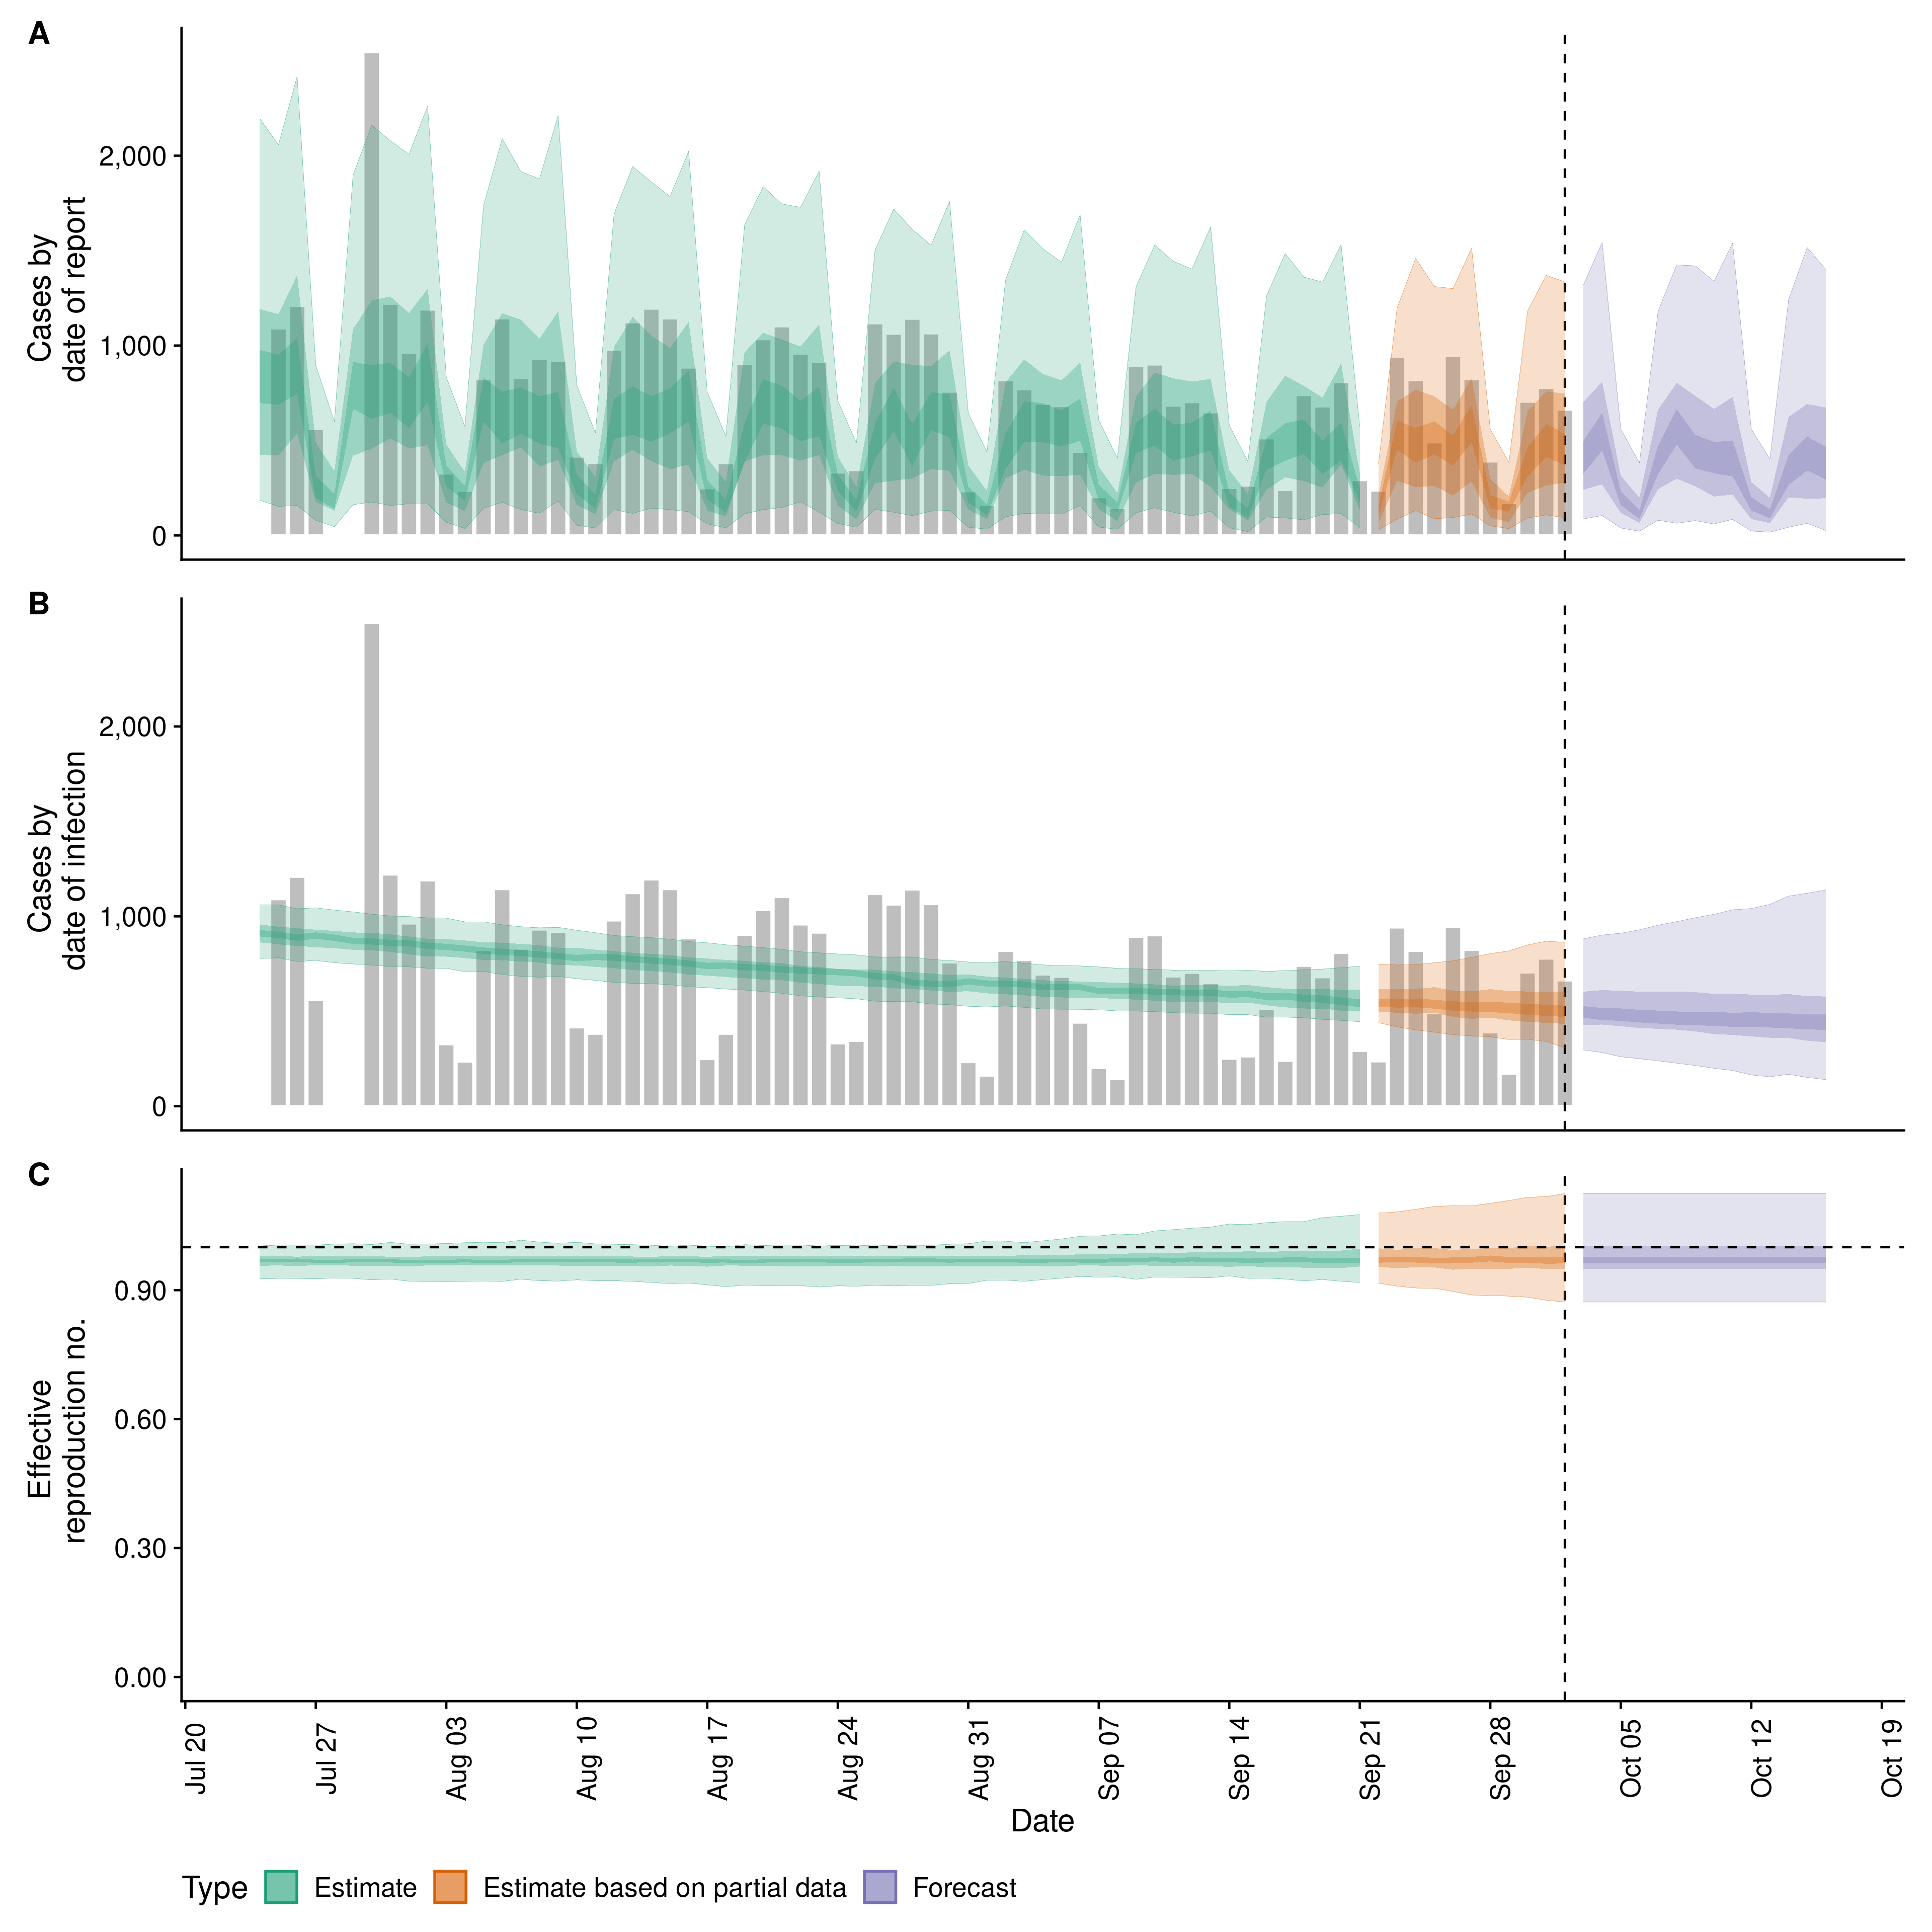 A
Cases by
date of report
2,000
1,000
0
B
Cases by
date of infection
2,000
1,000
0
C
Effective
reproduction no.
0.90
0.60
0.30
0.00
Jul 20
Jul 27
Aug 03
Aug 10
Aug 17
Aug 24
Aug 31
Sep 07
Sep 14
Sep 21
Sep 28
Oct 05
Oct 12
Oct 19
Date
Type Estimate Estimate based on partial data Forecast